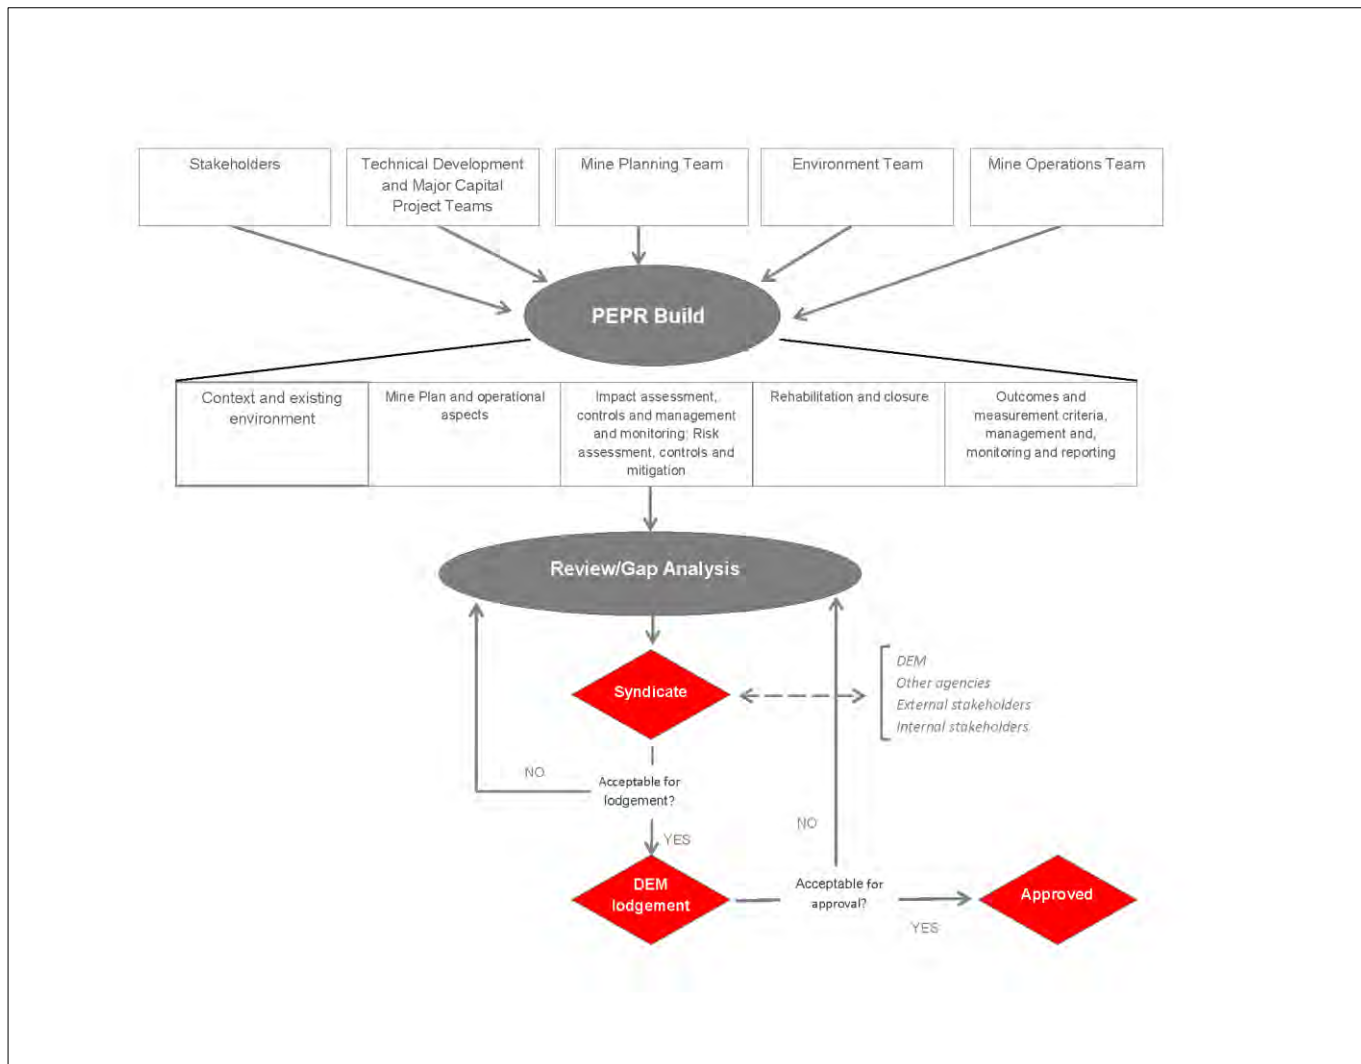 Stakeholders
Technical Development
and Major Capital
Project Teams
Mine Planning Team
Environment Team
Mine Operations Team
PEPR Build
Context and existing
environment
Mine Plan and operational
aspects
Impact assessment,
controls and management
and monitoring; Risk
assessment, controls and
mitigation
Rehabilitation and closure
Outcomes and
measurement criteria,
management and,
monitoring and reporting
Review/Gap Analysis
Syndicate
DEM
Other agencies
External stakeholders
Internal stakeholders
NO
Acceptable for
lodgement?
YES
NO
DEM
lodgement
Acceptable for
approval?
YES
Approved